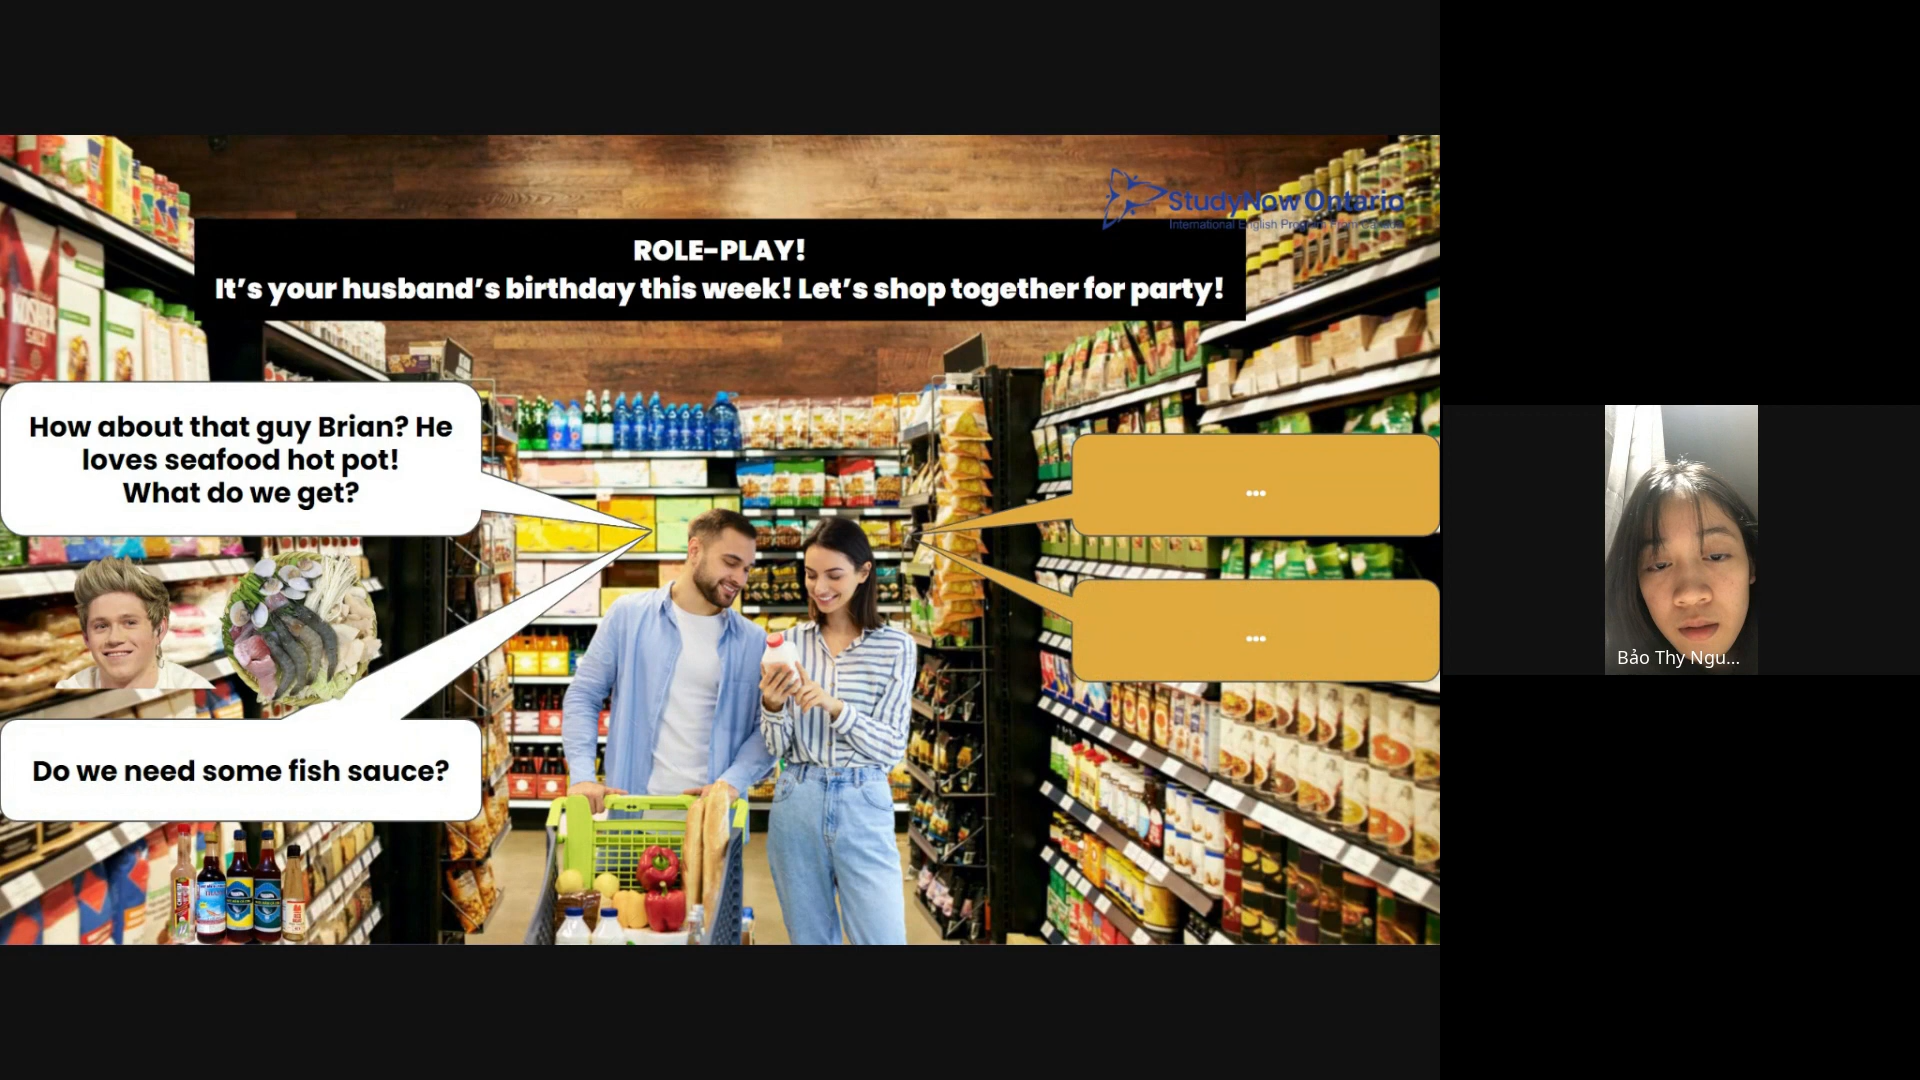 StudyNow Ontario
International English Program From Canada
ROLE-PLAY!
It's your husband's birthday this week! Let's shop together for party!
KOSHER
SALT
How about that guy Brian? He
loves seafood hot pot!
What do we get?
...
...
Do we need some fish sauce?
Bảo Thy Ngu...